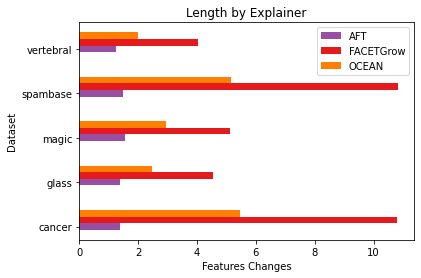 Length by Explainer
AFT
FACETGrow
OCEAN
vertebral
spambase
magic
glass
cancer
Dataset
0 2 4 6 8 10
Features Changes